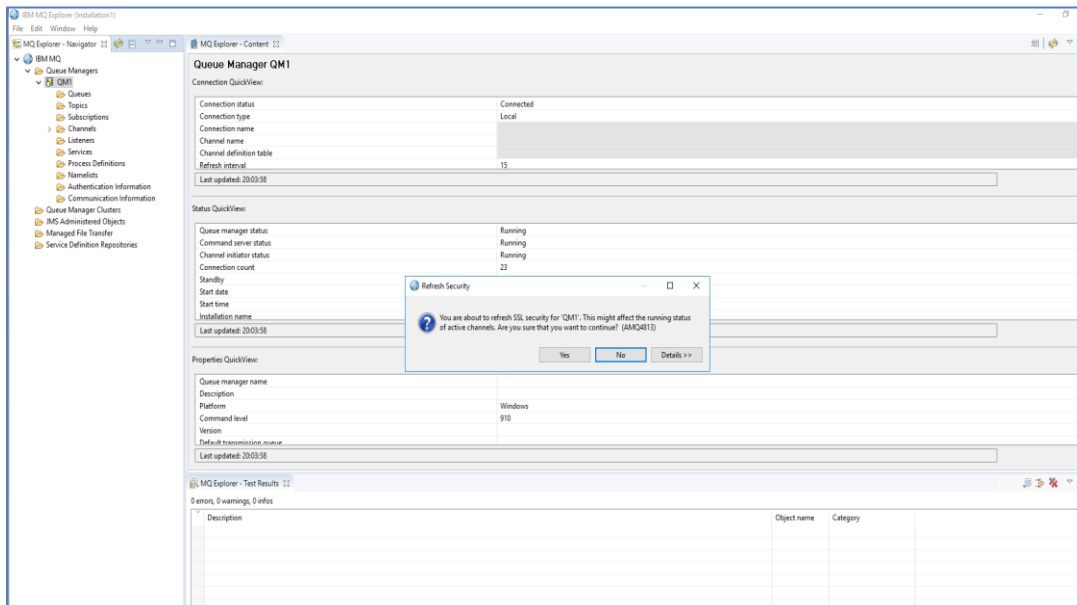 IBM MQ Explorer (Installation1)
File Edit Window Help
MQ Explorer - Navigator
IBM MQ
Queue Managers
QM1
Queues
Topics
Subscriptions
Channels
Listeners
Services
Process Definitions
Namelists
Authentication Information
Communication Information
Queue Manager Clusters
JMS Administered Objects
Managed File Transfer
Service Definition Repositories
MQ Explorer - Content
Queue Manager QM1
Connection QuickView:
Connection status Connected
Connection type Local
Connection name
Channel name
Channel definition table
Refresh interval 15
Last updated: 20:03:58
Status QuickView:
Queue manager status Running
Command server status Running
Channel initiator status Running
Connection count 23
Standby
Start date
Start time
Installation name
Last updated: 20:03:58
Refresh Security
You are about to refresh SSL security for 'QM1'. This might affect the running status
of active channels. Are you sure that you want to continue? (AMQ4813)
Yes No Details >>
Properties QuickView:
Queue manager name
Description
Platform Windows
Command level 910
Version
Default transmission queue
Last updated: 20:03:58
MQ Explorer - Test Results
0 errors, 0 warnings, 0 infos
Description Object name Category